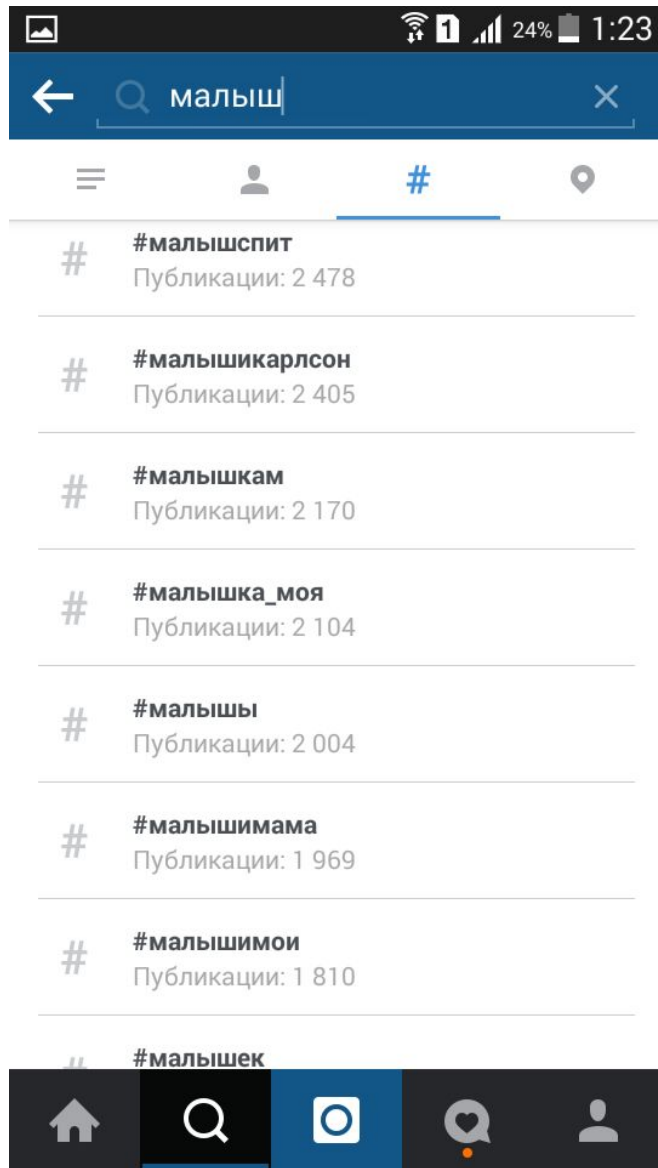 1 24% 1:23
малыш
#
# #малышспит
Публикации: 2 478
# #малышикарлсон
Публикации: 2 405
# #малышкам
Публикации: 2 170
# #малышка_моя
Публикации: 2 104
# #малышы
Публикации: 2 004
# #малышимама
Публикации: 1 969
# #малышимои
Публикации: 1 810
# #малышек